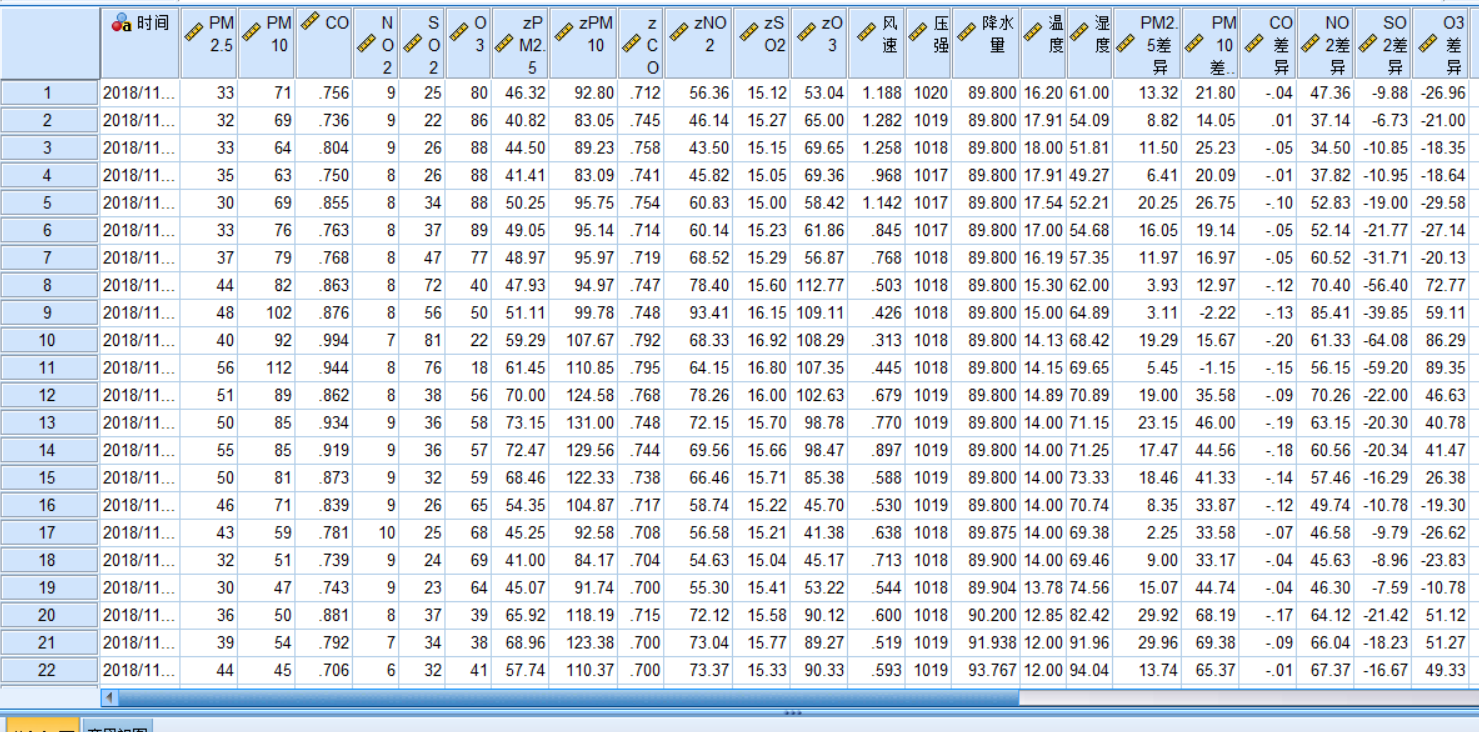 时间 PM2.5 PM10 CO NO2 SO2 O3 zPM2.5 zPM10 zCO zNO2 zSO2 zO3 风速 压强 降水量 温度 湿度 PM2.5差异 PM10差.. CO差异 NO2差异 SO2差异 O3差异
1 2018/11... 33 71 .756 9 25 80 46.32 92.80 .712 56.36 15.12 53.04 1.188 1020 89.800 16.20 61.00 13.32 21.80 -.04 47.36 -9.88 -26.96
2 2018/11... 32 69 .736 9 22 86 40.82 83.05 .745 46.14 15.27 65.00 1.282 1019 89.800 17.91 54.09 8.82 14.05 .01 37.14 -6.73 -21.00
3 2018/11... 33 64 .804 9 26 88 44.50 89.23 .758 43.50 15.15 69.65 1.258 1018 89.800 18.00 51.81 11.50 25.23 -.05 34.50 -10.85 -18.35
4 2018/11... 35 63 .750 8 26 88 41.41 83.09 .741 45.82 15.05 69.36 .968 1017 89.800 17.91 49.27 6.41 20.09 -.01 37.82 -10.95 -18.64
5 2018/11... 30 69 .855 8 34 88 50.25 95.75 .754 60.83 15.00 58.42 1.142 1017 89.800 17.54 52.21 20.25 26.75 -.10 52.83 -19.00 -29.58
6 2018/11... 33 76 .763 8 37 89 49.05 95.14 .714 60.14 15.23 61.86 .845 1017 89.800 17.00 54.68 16.05 19.14 -.05 52.14 -21.77 -27.14
7 2018/11... 37 79 .768 8 47 77 48.97 95.97 .719 68.52 15.29 56.87 .768 1018 89.800 16.19 57.35 11.97 16.97 -.05 60.52 -31.71 -20.13
8 2018/11... 44 82 .863 8 72 40 47.93 94.97 .747 78.40 15.60 112.77 .503 1018 89.800 15.30 62.00 3.93 12.97 -.12 70.40 -56.40 72.77
9 2018/11... 48 102 .876 8 56 50 51.11 99.78 .748 93.41 16.15 109.11 .426 1018 89.800 15.00 64.89 3.11 -2.22 -.13 85.41 -39.85 59.11
10 2018/11... 40 92 .994 7 81 22 59.29 107.67 .792 68.33 16.92 108.29 .313 1018 89.800 14.13 68.42 19.29 15.67 -.20 61.33 -64.08 86.29
11 2018/11... 56 112 .944 8 76 18 61.45 110.85 .795 64.15 16.80 107.35 .445 1018 89.800 14.15 69.65 5.45 -1.15 -.15 56.15 -59.20 89.35
12 2018/11... 51 89 .862 8 38 56 70.00 124.58 .768 78.26 16.00 102.63 .679 1019 89.800 14.89 70.89 19.00 35.58 -.09 70.26 -22.00 46.63
13 2018/11... 50 85 .934 9 36 58 73.15 131.00 .748 72.15 15.70 98.78 .770 1019 89.800 14.00 71.15 23.15 46.00 -.19 63.15 -20.30 40.78
14 2018/11... 55 85 .919 9 36 57 72.47 129.56 .744 69.56 15.66 98.47 .897 1019 89.800 14.00 71.25 17.47 44.56 -.18 60.56 -20.34 41.47
15 2018/11... 50 81 .873 9 32 59 68.46 122.33 .738 66.46 15.71 85.38 .588 1019 89.800 14.00 73.33 18.46 41.33 -.14 57.46 -16.29 26.38
16 2018/11... 46 71 .839 9 26 65 54.35 104.87 .717 58.74 15.22 45.70 .530 1019 89.800 14.00 70.74 8.35 33.87 -.12 49.74 -10.78 -19.30
17 2018/11... 43 59 .781 10 25 68 45.25 92.58 .708 56.58 15.21 41.38 .638 1018 89.875 14.00 69.38 2.25 33.58 -.07 46.58 -9.79 -26.62
18 2018/11... 32 51 .739 9 24 69 41.00 84.17 .704 54.63 15.04 45.17 .713 1018 89.900 14.00 69.46 9.00 33.17 -.04 45.63 -8.96 -23.83
19 2018/11... 30 47 .743 9 23 64 45.07 91.74 .700 55.30 15.41 53.22 .544 1018 89.904 13.78 74.56 15.07 44.74 -.04 46.30 -7.59 -10.78
20 2018/11... 36 50 .881 8 37 39 65.92 118.19 .715 72.12 15.58 90.12 .600 1018 90.200 12.85 82.42 29.92 68.19 -.17 64.12 -21.42 51.12
21 2018/11... 39 54 .792 7 34 38 68.96 123.38 .700 73.04 15.77 89.27 .519 1019 91.938 12.00 91.96 29.96 69.38 -.09 66.04 -18.23 51.27
22 2018/11... 44 45 .706 6 32 41 57.74 110.37 .700 73.37 15.33 90.33 .593 1019 93.767 12.00 94.04 13.74 65.37 -.01 67.37 -16.67 49.33